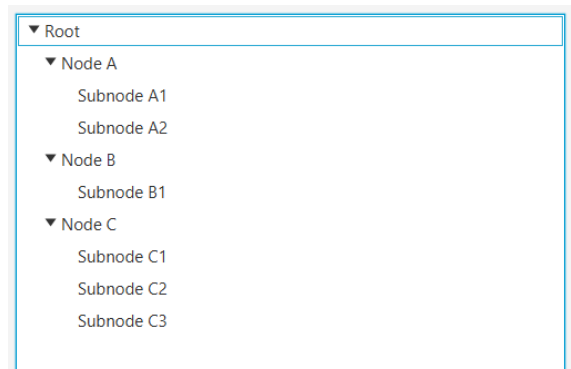 Root
Node A
Subnode A1
Subnode A2
Node B
Subnode B1
Node C
Subnode C1
Subnode C2
Subnode C3